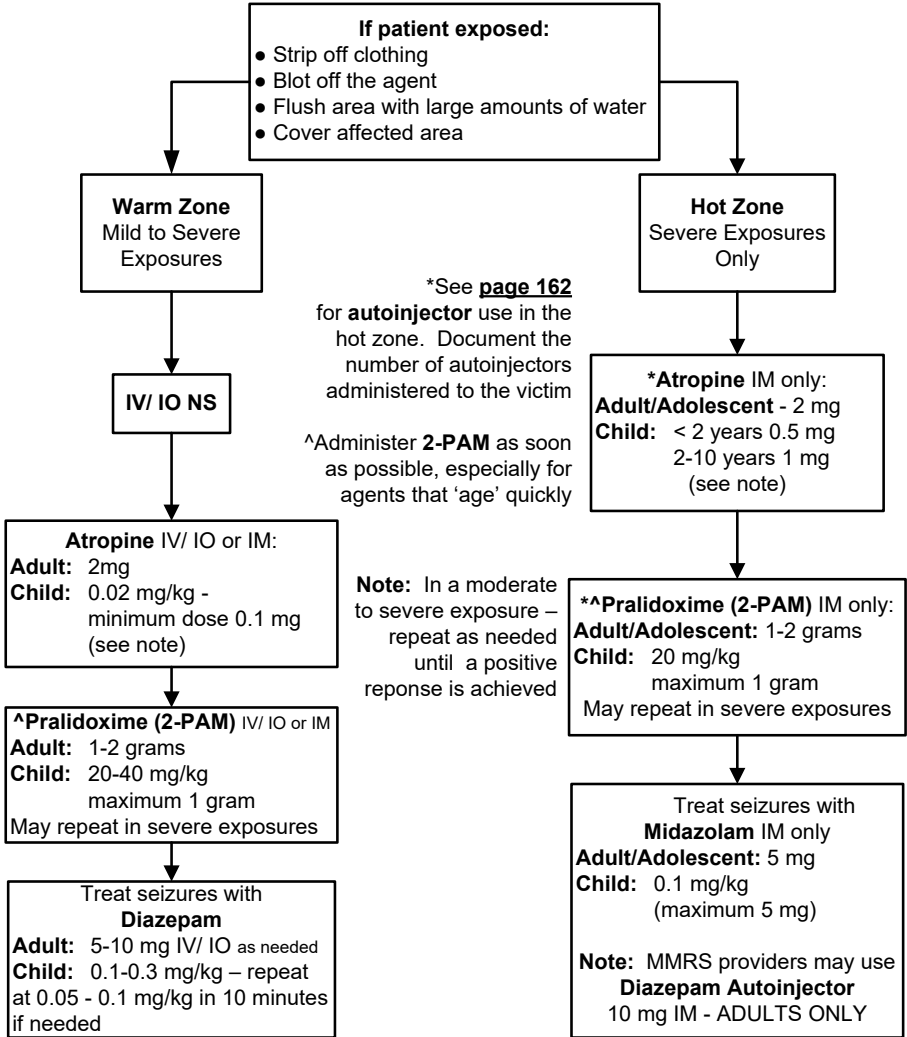 If patient exposed:
● Strip off clothing
● Blot off the agent
● Flush area with large amounts of water
● Cover affected area
Warm Zone
Mild to Severe
Exposures
IV/ IO NS
Atropine IV/ IO or IM:
Adult: 2mg
Child: 0.02 mg/kg -
minimum dose 0.1 mg
(see note)
^Pralidoxime (2-PAM) IV/ IO or IM
Adult: 1-2 grams
Child: 20-40 mg/kg
maximum 1 gram
May repeat in severe exposures
Treat seizures with
Diazepam
Adult: 5-10 mg IV/ IO as needed
Child: 0.1-0.3 mg/kg – repeat
at 0.05 - 0.1 mg/kg in 10 minutes
if needed
*See page 162
for autoinjector use in the
hot zone. Document the
number of autoinjectors
administered to the victim
^Administer 2-PAM as soon
as possible, especially for
agents that ‘age’ quickly
Note: In a moderate
to severe exposure –
repeat as needed
until a positive
reponse is achieved
Hot Zone
Severe Exposures
Only
*Atropine IM only:
Adult/Adolescent - 2 mg
Child: < 2 years 0.5 mg
2-10 years 1 mg
(see note)
*^Pralidoxime (2-PAM) IM only:
Adult/Adolescent: 1-2 grams
Child: 20 mg/kg
maximum 1 gram
May repeat in severe exposures
Treat seizures with
Midazolam IM only
Adult/Adolescent: 5 mg
Child: 0.1 mg/kg
(maximum 5 mg)
Note: MMRS providers may use
Diazepam Autoinjector
10 mg IM - ADULTS ONLY